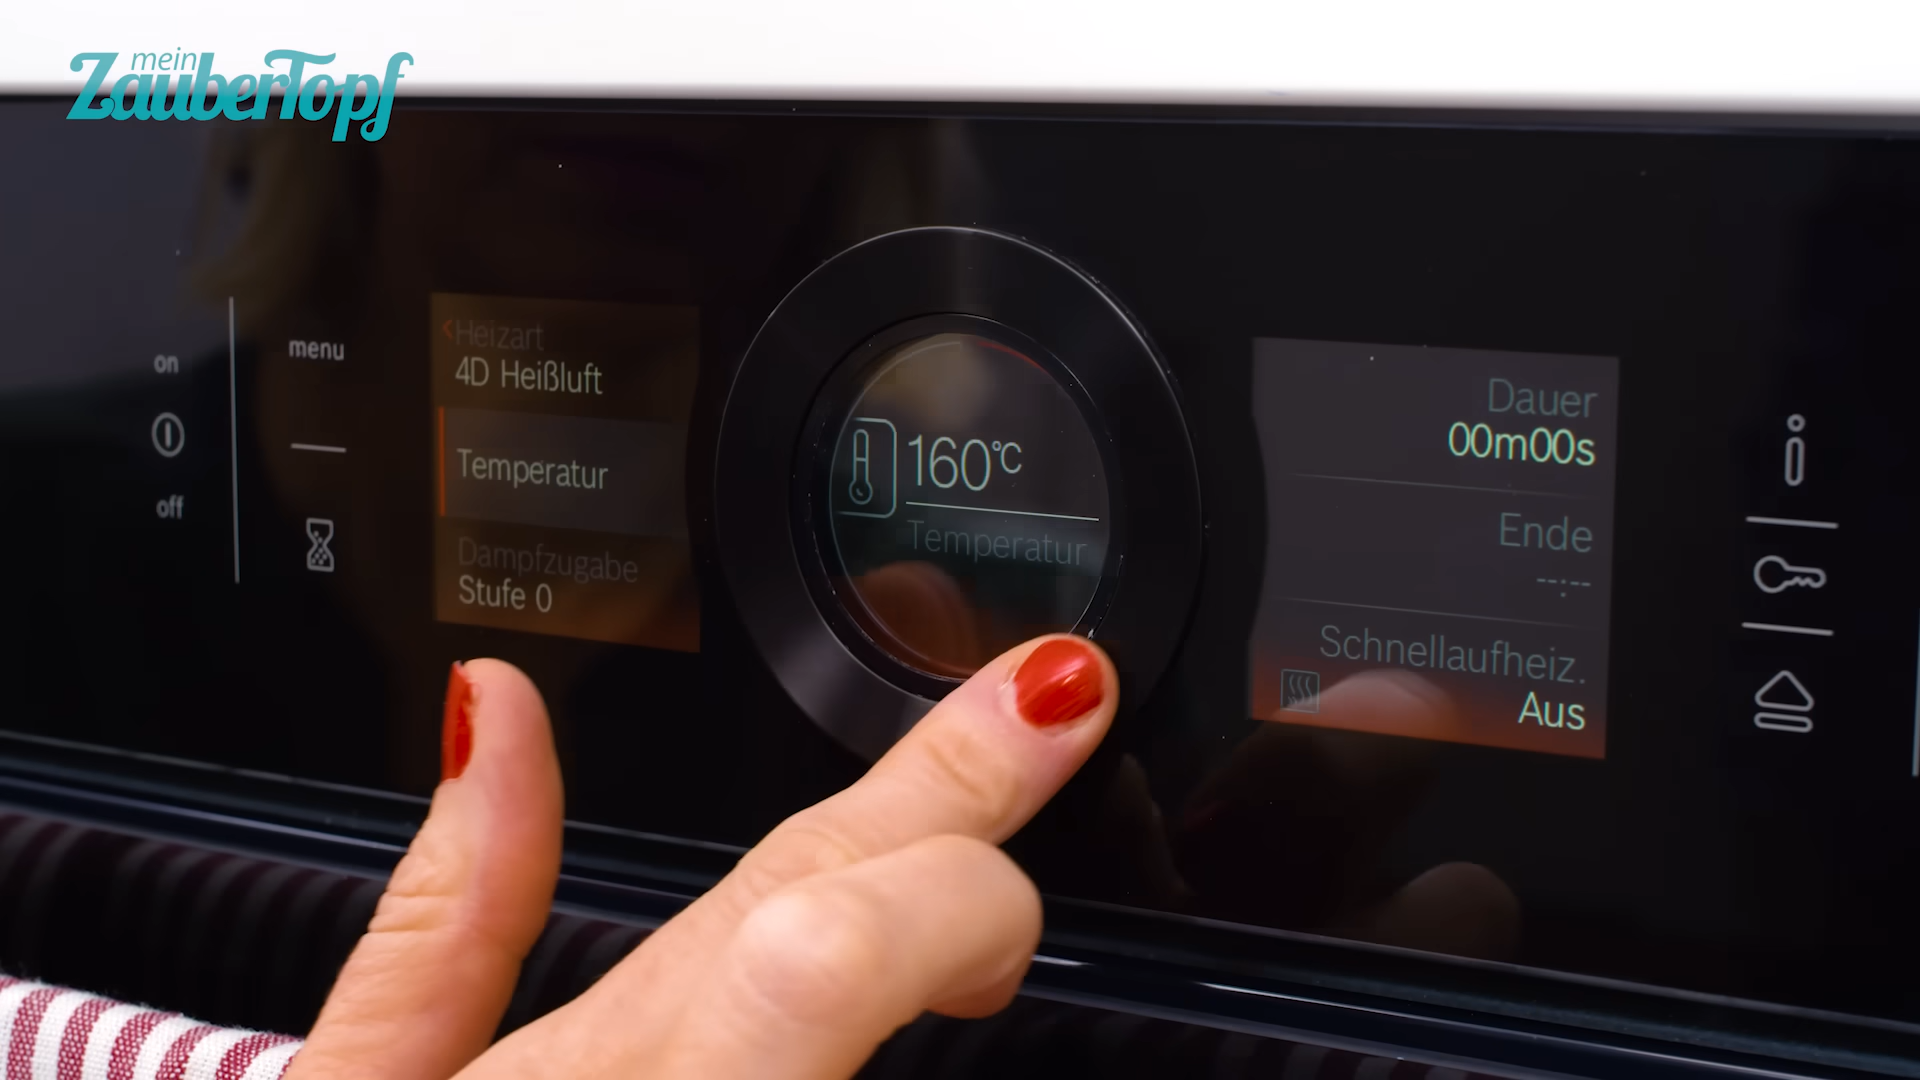 mein
ZauberTopf
on
off
menu
Heizart
4D Heißluft
Temperatur
Dampfzugabe
Stufe 0
160°C
Temperatur
Dauer
00m00s
Ende
--:--
Schnellaufheiz.
Aus